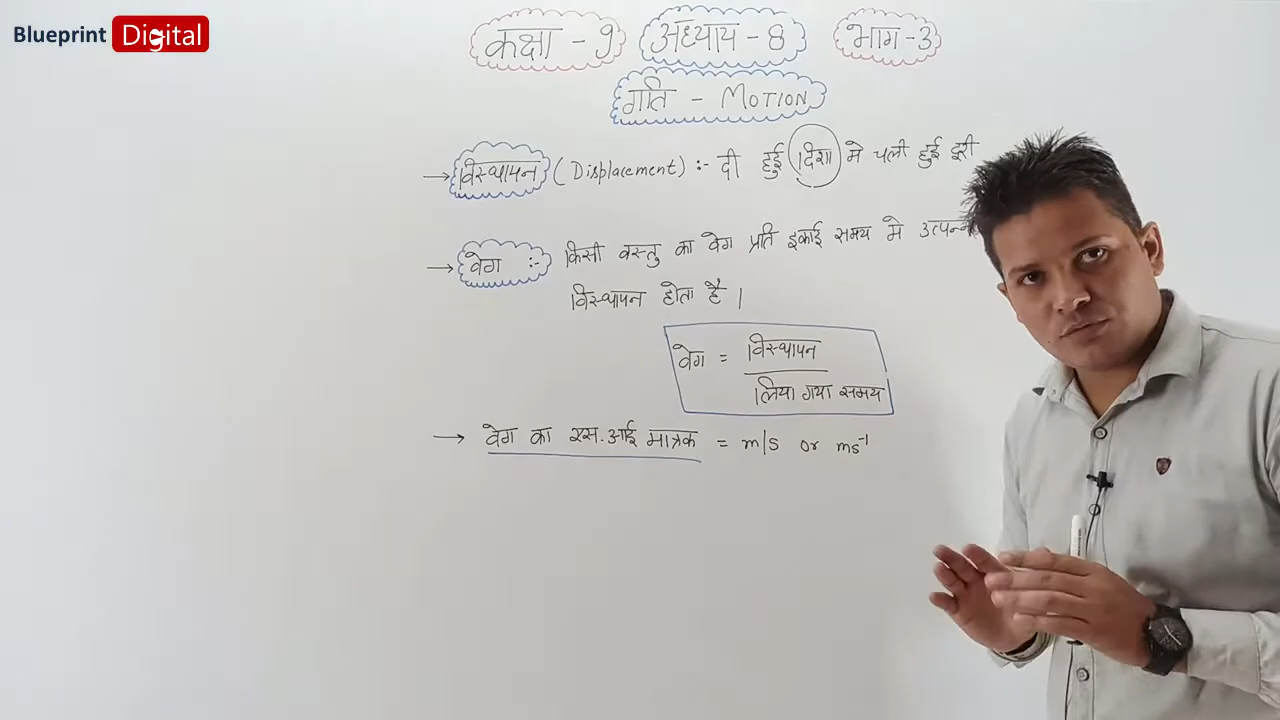 Blueprint Digital
कक्षा - 9 अध्याय - 8 भाग - 3
गति - MOTION
→ विस्थापन (Displacement) :- दी हुई दिशा मे चली हुई दूरी
→ वेग :- किसी वस्तु का वेग प्रति इकाई समय मे उत्पन्न
विस्थापन होता है ।
वेग = विस्थापन
लिया गया समय
→ वेग का एस.आई मात्रक = m/s or ms⁻¹